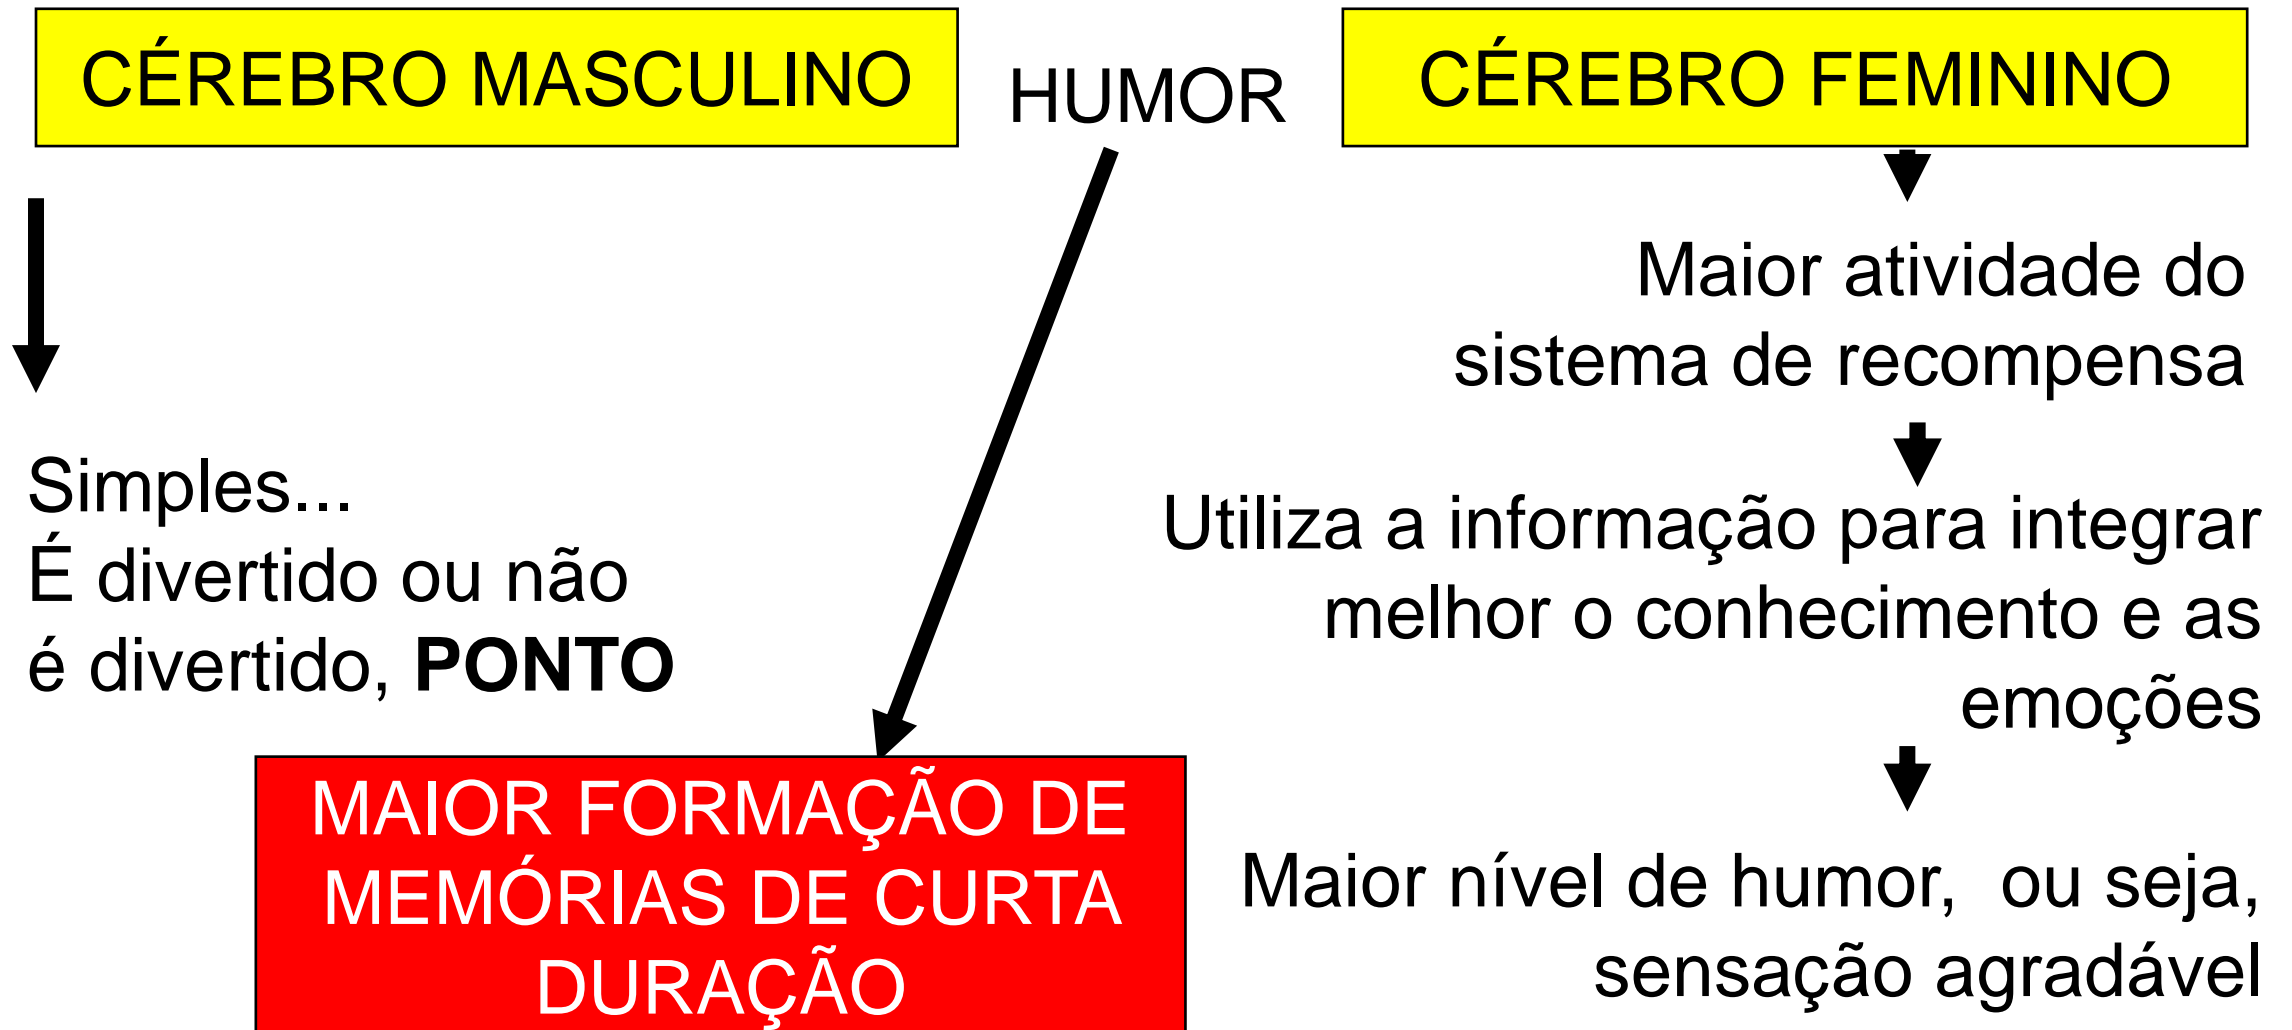 CÉREBRO MASCULINO
HUMOR
CÉREBRO FEMININO
Simples...
É divertido ou não
é divertido, PONTO
MAIOR FORMAÇÃO DE
MEMÓRIAS DE CURTA
DURAÇÃO
Maior atividade do
sistema de recompensa
Utiliza a informação para integrar
melhor o conhecimento e as
emoções
Maior nível de humor,  ou seja,
sensação agradável